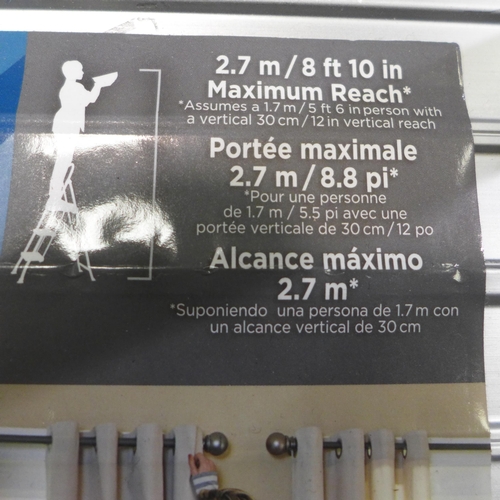 2.7 m / 8 ft 10 in
Maximum Reach*
*Assumes a 1.7 m / 5 ft 6 in person with
a vertical 30 cm / 12 in vertical reach
Portée maximale
2.7 m / 8.8 pi*
*Pour une personne
de 1.7 m / 5.5 pi avec une
portée verticale de 30 cm / 12 po
Alcance máximo
2.7 m*
*Suponiendo una persona de 1.7 m con
un alcance vertical de 30 cm